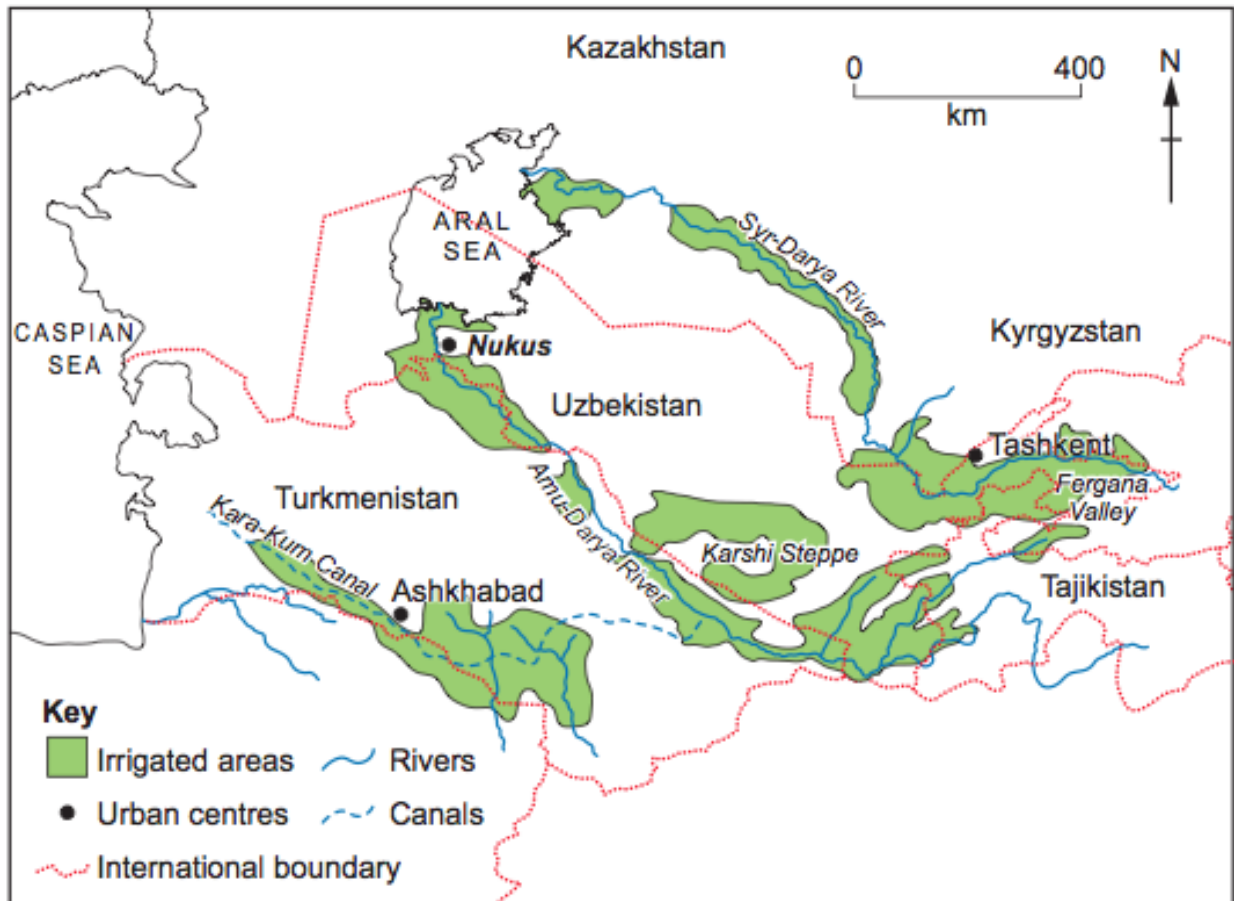 Kazakhstan
0 400
km
N
ARAL
SEA
Syr-Darya River
CASPIAN
SEA
Nukus
Kyrgyzstan
Uzbekistan
Tashkent
Fergana
Valley
Turkmenistan
Amu-Darya-River
Karshi Steppe
Kara-Kum-Canal
Ashkhabad
Tajikistan
Key
Irrigated areas
Rivers
Urban centres
Canals
International boundary